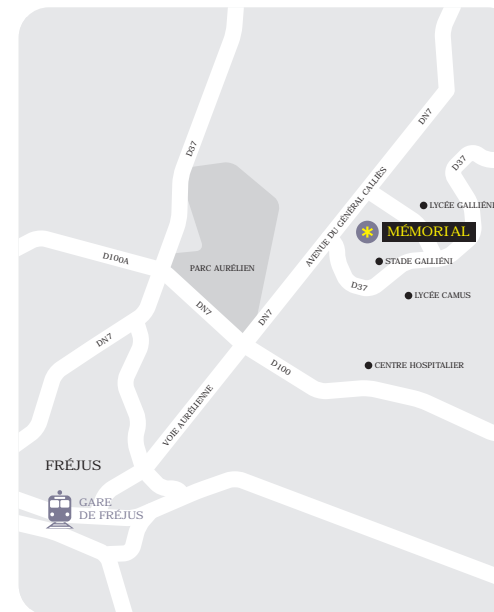 DN7
D37
D37
AVENUE DU GÉNÉRAL CALLIÈS
LYCÉE GALLIÉNI
MÉMORIAL
D100A
PARC AURÉLIEN
STADE GALLIÉNI
D37
LYCÉE CAMUS
DN7
DN7
DN7
D100
CENTRE HOSPITALIER
VOIE AURÉLIENNE
FRÉJUS
GARE
DE FRÉJUS